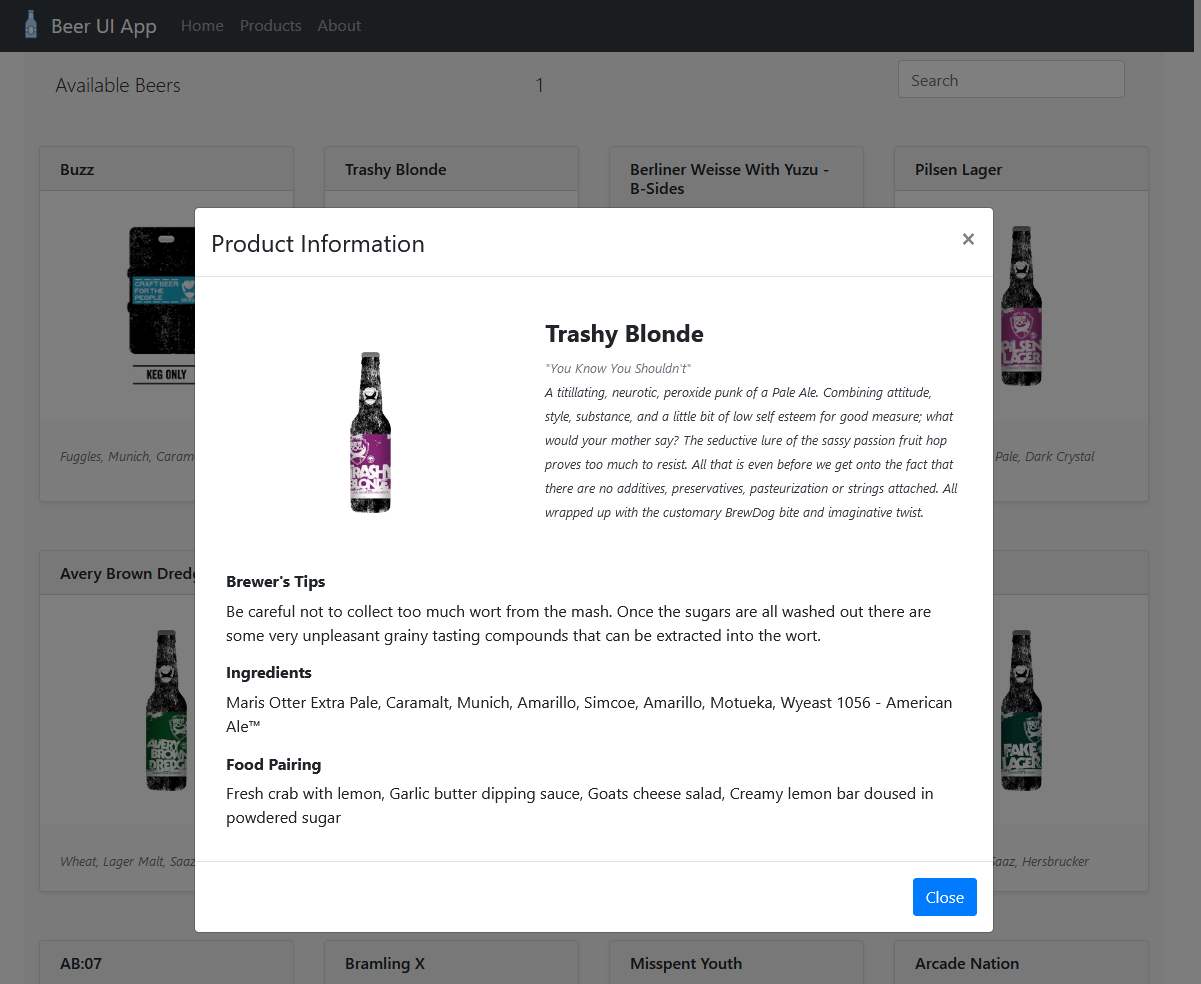 Beer UI App Home Products About
Available Beers 1 Search
Buzz Trashy Blonde Berliner Weisse With Yuzu - Pilsen Lager
B-Sides
Product Information ×
CRAFT BEER
FOR THE
PEOPLE
KEG ONLY
PILSEN
LAGER
Trashy Blonde
"You Know You Shouldn't"
A titillating, neurotic, peroxide punk of a Pale Ale. Combining attitude,
style, substance, and a little bit of low self esteem for good measure; what
would your mother say? The seductive lure of the sassy passion fruit hop
proves too much to resist. All that is even before we get onto the fact that
there are no additives, preservatives, pasteurization or strings attached. All
wrapped up with the customary BrewDog bite and imaginative twist.
TRASHY
BLONDE
Fuggles, Munich, Caram
Pale, Dark Crystal
Avery Brown Dredg
Brewer's Tips
Be careful not to collect too much wort from the mash. Once the sugars are all washed out there are
some very unpleasant grainy tasting compounds that can be extracted into the wort.
Ingredients
Maris Otter Extra Pale, Caramalt, Munich, Amarillo, Simcoe, Amarillo, Motueka, Wyeast 1056 - American
Ale™
Food Pairing
Fresh crab with lemon, Garlic butter dipping sauce, Goats cheese salad, Creamy lemon bar doused in
powdered sugar
AVERY
BROWN
DREDG
FAKE
LAGER
Wheat, Lager Malt, Saaz
Saaz, Hersbrucker
Close
AB:07 Bramling X Misspent Youth Arcade Nation